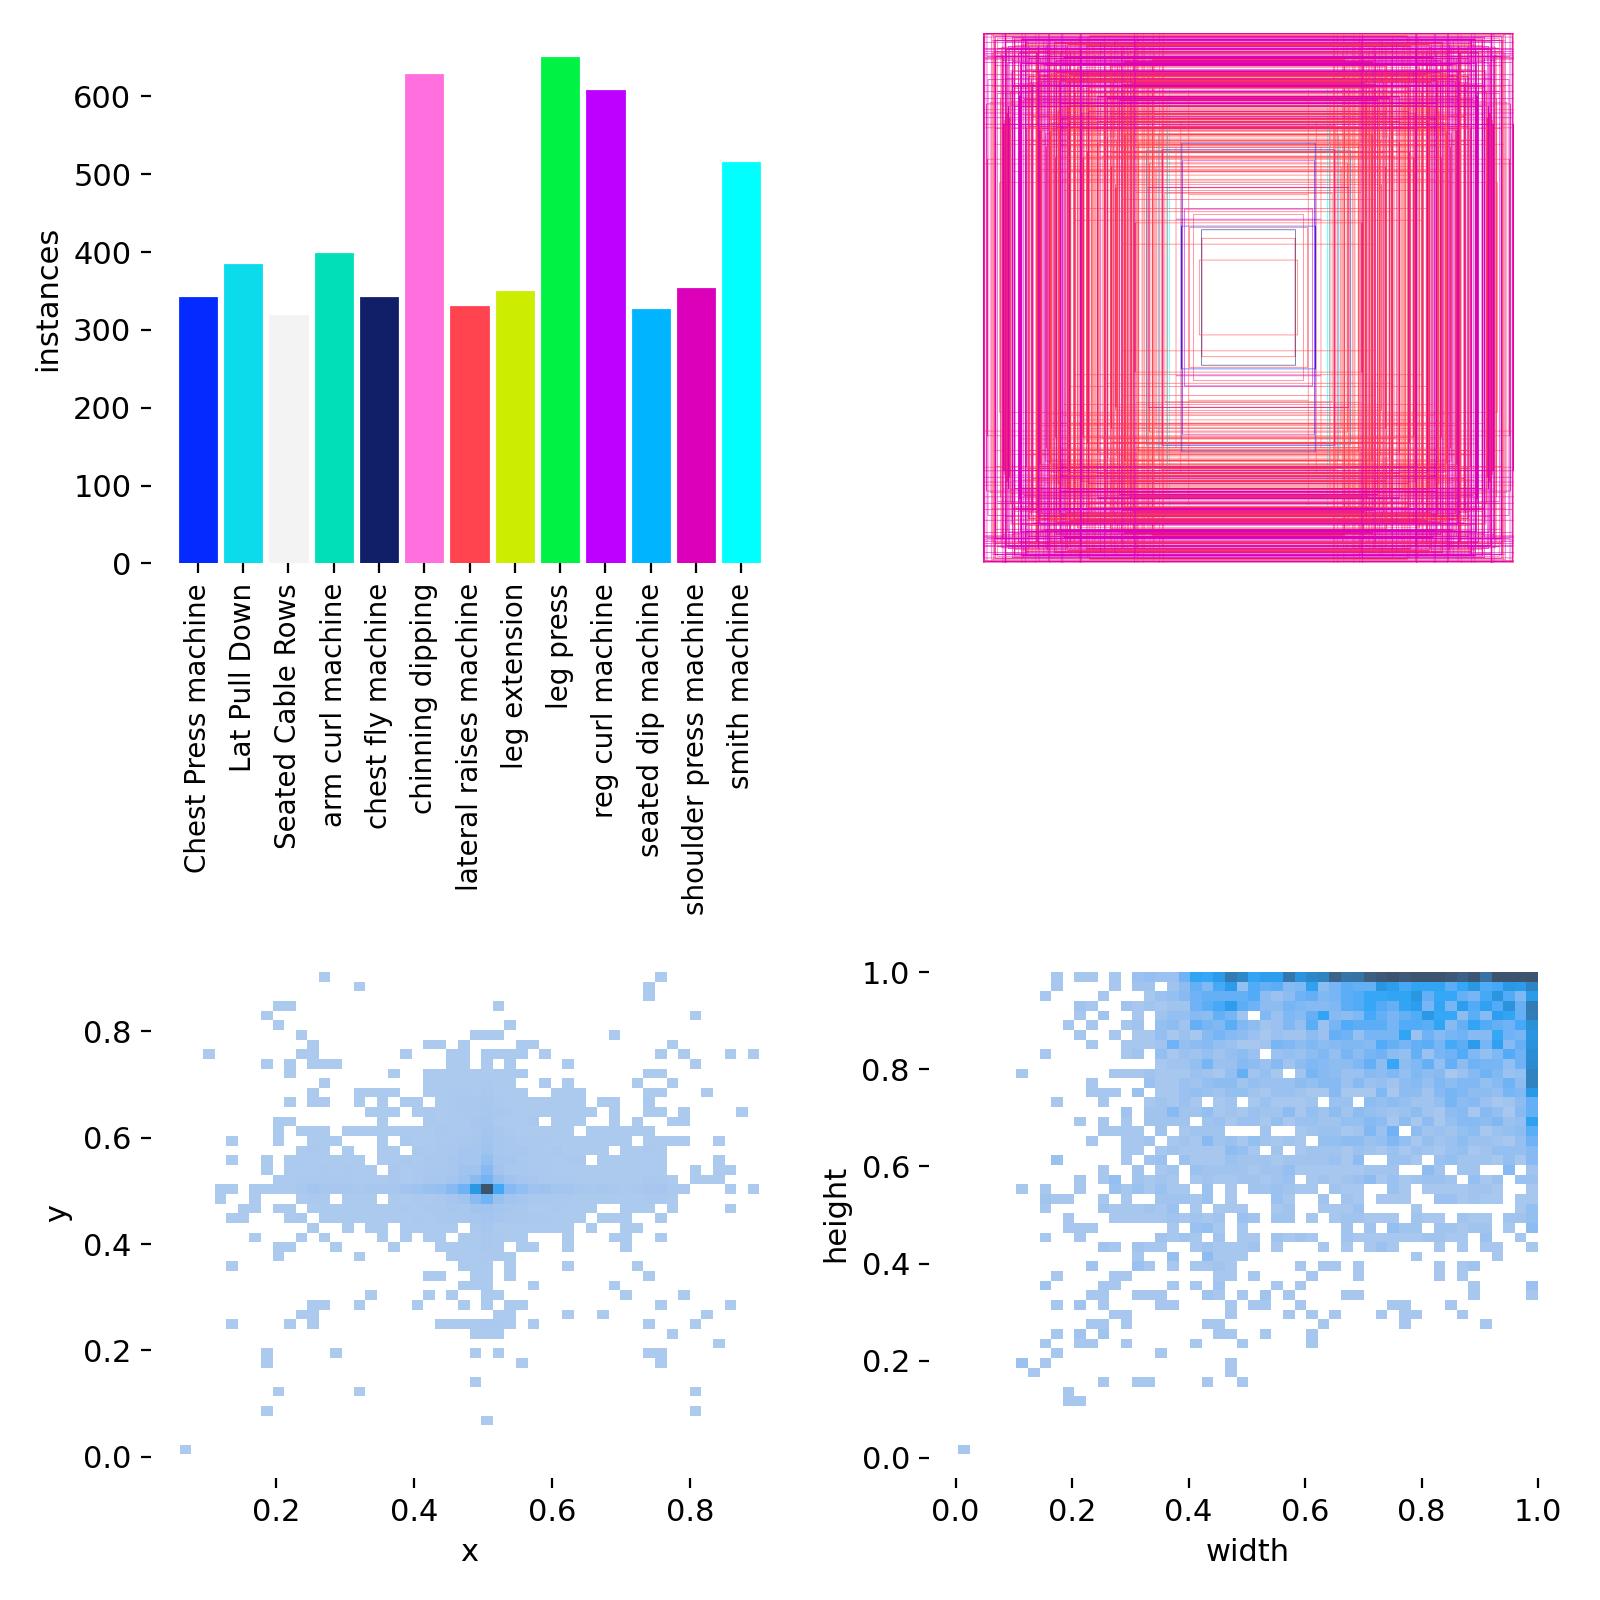 600
500
400
300
200
100
0
instances
Chest Press machine
Lat Pull Down
Seated Cable Rows
arm curl machine
chest fly machine
chinning dipping
lateral raises machine
leg extension
leg press
reg curl machine
seated dip machine
shoulder press machine
smith machine
0.8
0.6
0.4
0.2
0.0
y
0.2 0.4 0.6 0.8
x
1.0
0.8
0.6
0.4
0.2
0.0
height
0.0 0.2 0.4 0.6 0.8 1.0
width